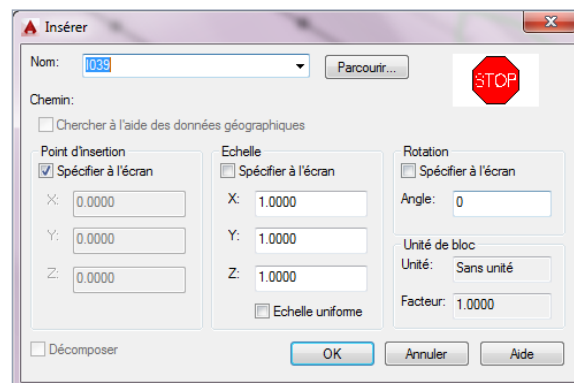 Insérer
Nom: I039 Parcourir... STOP
Chemin:
Chercher à l'aide des données géographiques
Point d'insertion Echelle Rotation
Spécifier à l'écran Spécifier à l'écran Spécifier à l'écran
X: 0.0000 X: 1.0000 Angle: 0
Y: 0.0000 Y: 1.0000 Unité de bloc
Unité: Sans unité
Z: 0.0000 Z: 1.0000
Echelle uniforme Facteur: 1.0000
Décomposer OK Annuler Aide